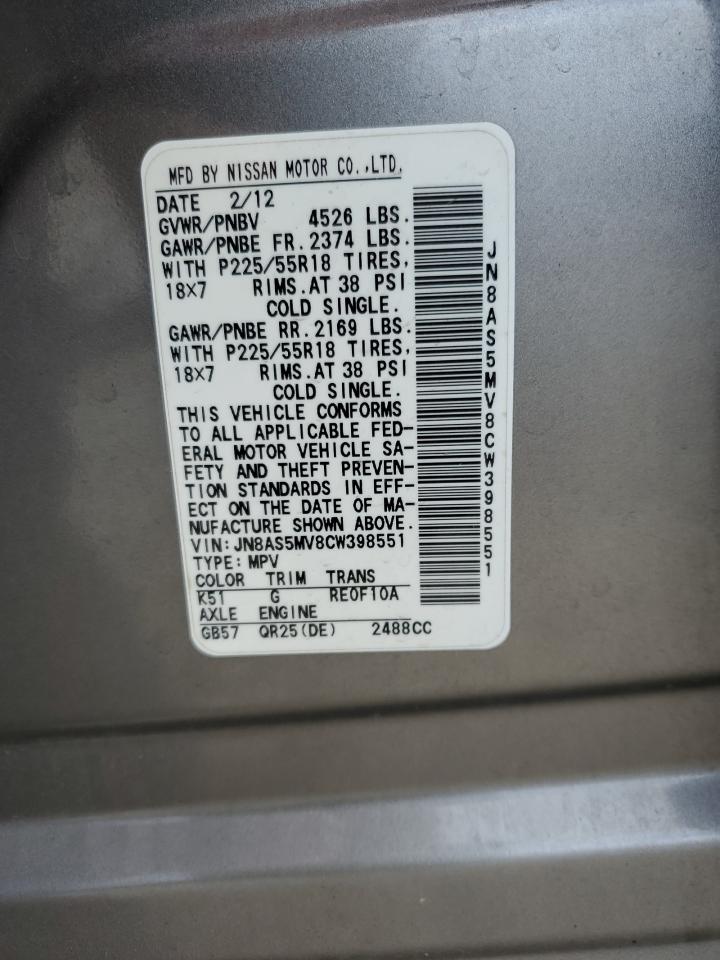 MFD BY NISSAN MOTOR CO.,LTD.
DATE 2/12
GVWR/PNBV 4526 LBS.
GAWR/PNBE FR. 2374 LBS.
WITH P225/55R18 TIRES,
18X7 RIMS.AT 38 PSI
COLD SINGLE.
GAWR/PNBE RR. 2169 LBS.
WITH P225/55R18 TIRES,
18X7 RIMS.AT 38 PSI
COLD SINGLE.
THIS VEHICLE CONFORMS
TO ALL APPLICABLE FED-
ERAL MOTOR VEHICLE SA-
FETY AND THEFT PREVEN-
TION STANDARDS IN EFF-
ECT ON THE DATE OF MA-
NUFACTURE SHOWN ABOVE.
VIN:JN8AS5MV8CW398551
TYPE: MPV
COLOR TRIM TRANS
K51 G RE0F10A
AXLE ENGINE
GB57 QR25(DE) 2488CC
JN8AS5MV8CW398551